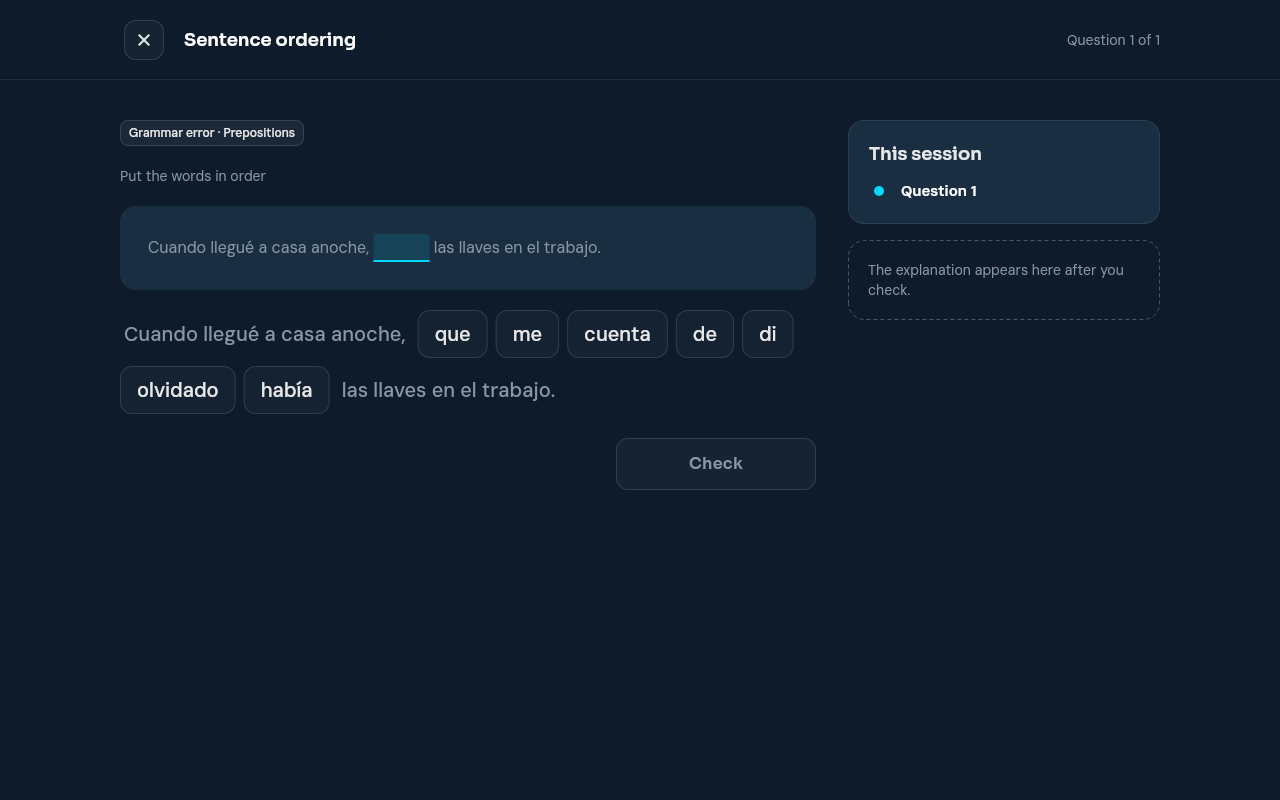 Sentence ordering
Question 1 of 1
Grammar error · Prepositions
Put the words in order
Cuando llegué a casa anoche, las llaves en el trabajo.
Cuando llegué a casa anoche, que me cuenta de di
olvidado había las llaves en el trabajo.
Check
This session
Question 1
The explanation appears here after you
check.